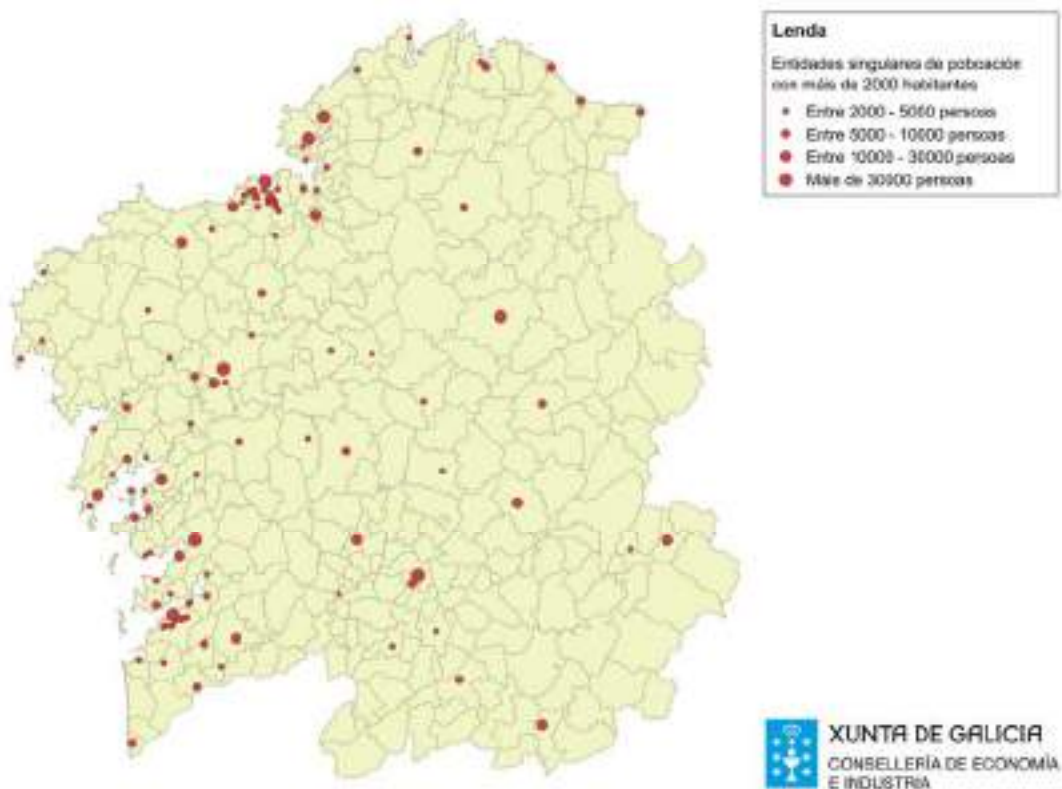 Lenda
Entidades singulares de poboación
con máis de 2000 habitantes
Entre 2000 - 5000 persoas
Entre 5000 - 10000 persoas
Entre 10000 - 30000 persoas
Máis de 30000 persoas
XUNTA DE GALICIA
CONSELLERÍA DE ECONOMÍA
E INDUSTRIA